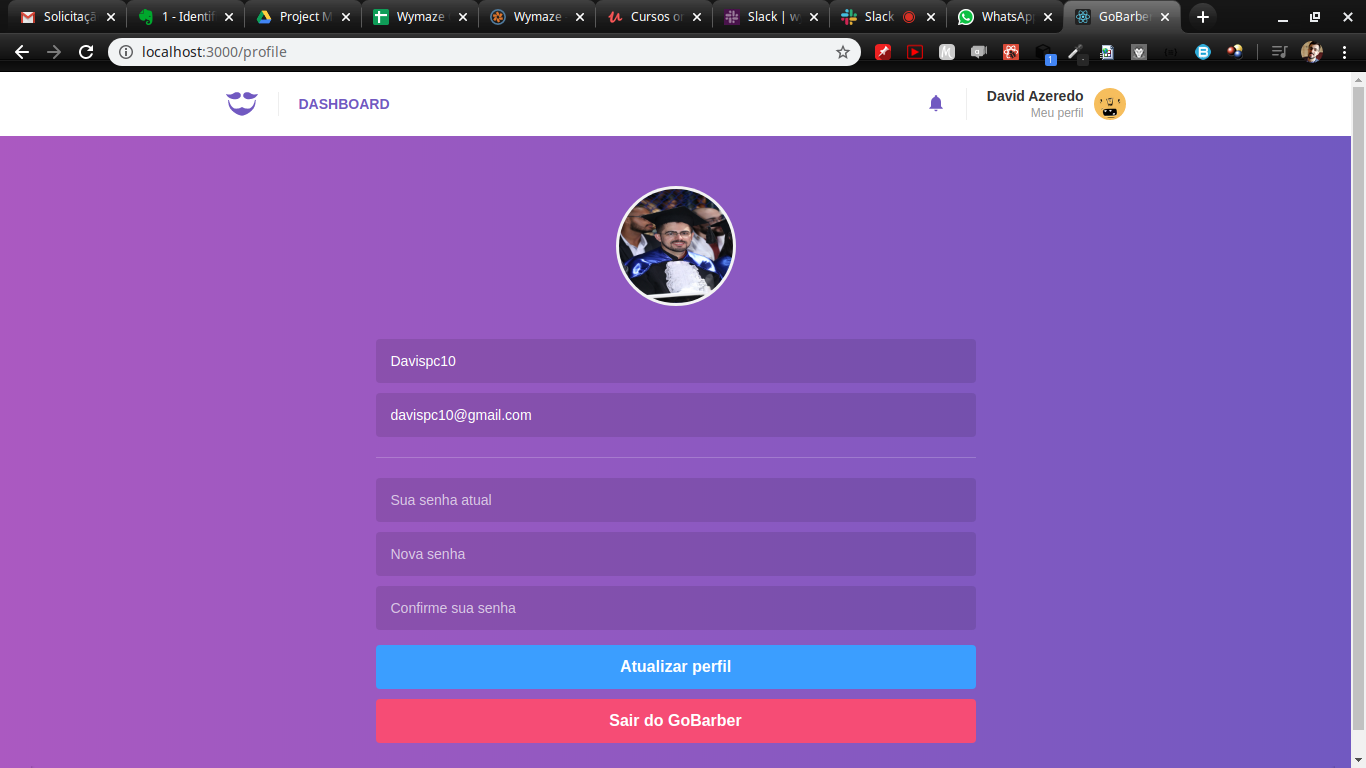 Solicitaçã
1 - Identif
Project M
Wymaze
Wymaze
Cursos or
Slack | w
Slack
WhatsApp
GoBarber
localhost:3000/profile
1
DASHBOARD
David Azeredo
Meu perfil
Davispc10
davispc10@gmail.com
Sua senha atual
Nova senha
Confirme sua senha
Atualizar perfil
Sair do GoBarber